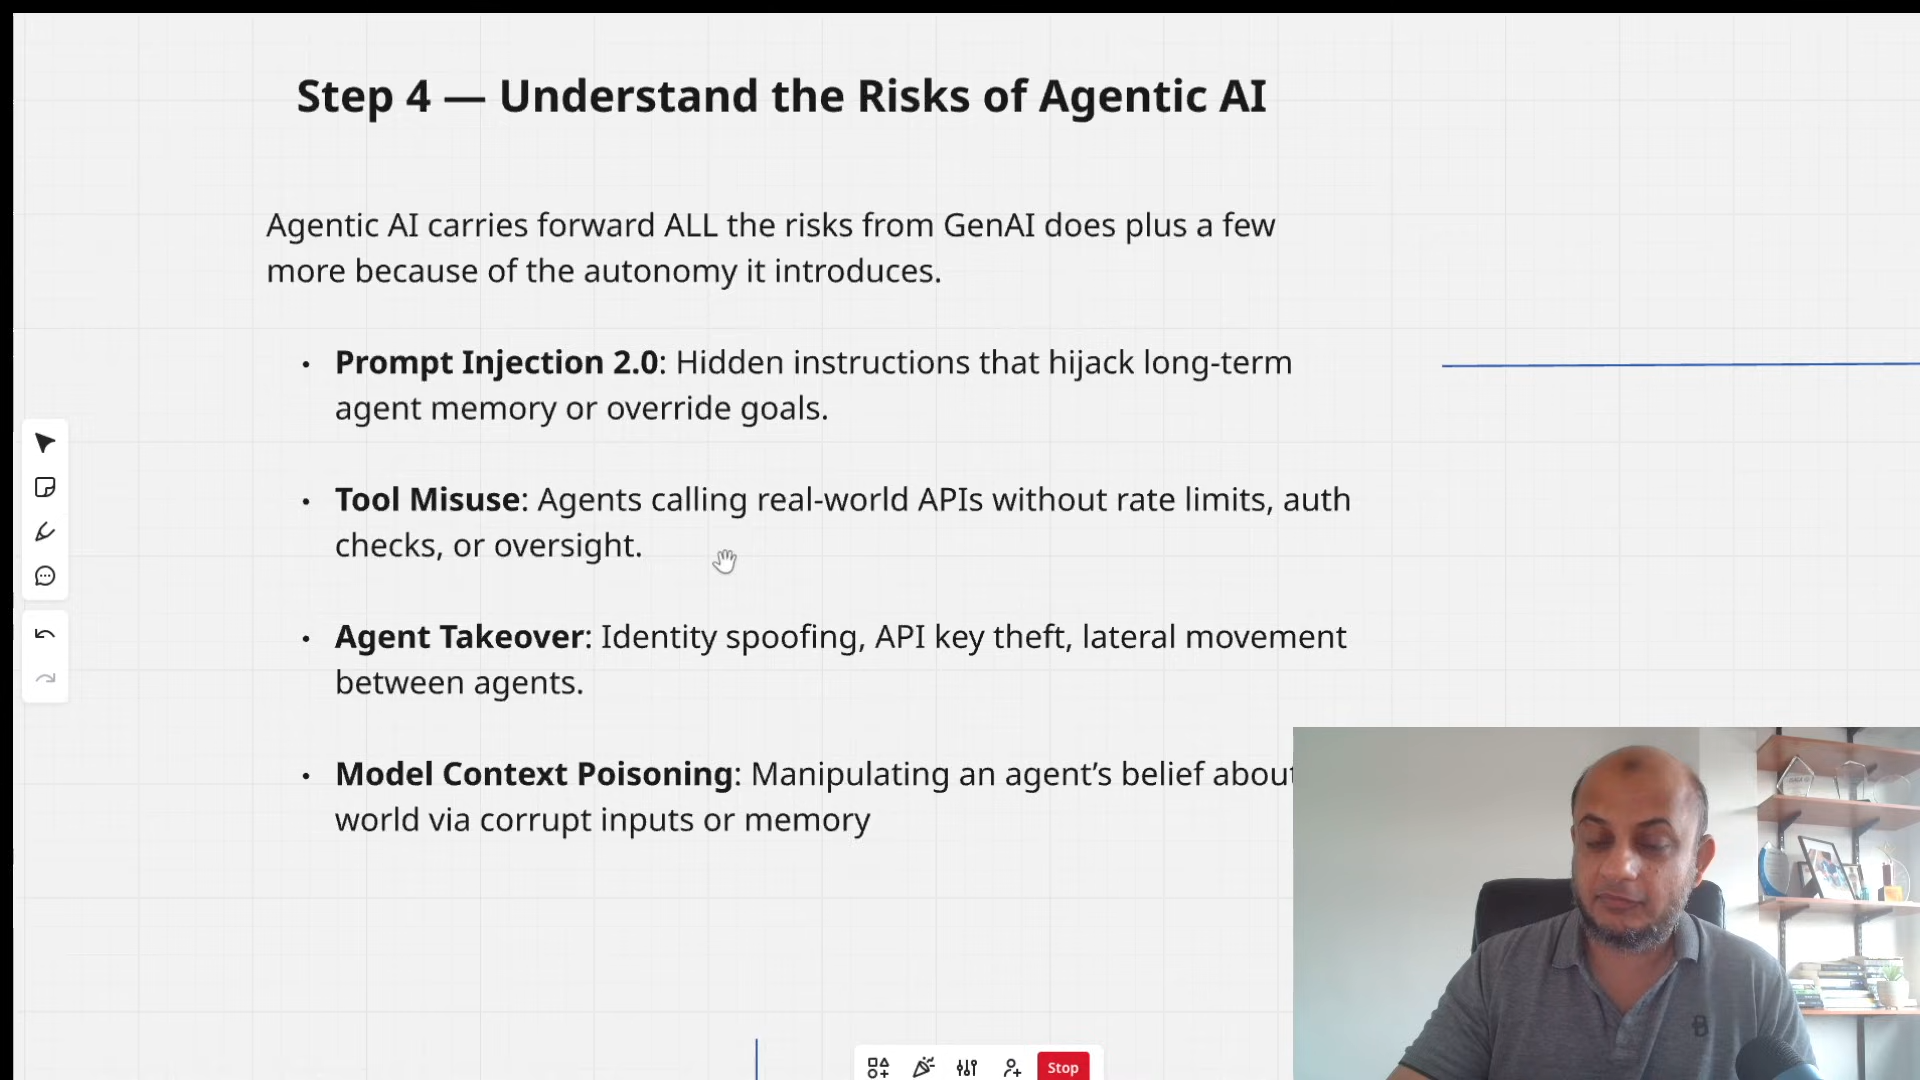 Step 4 — Understand the Risks of Agentic AI
Agentic AI carries forward ALL the risks from GenAI does plus a few
more because of the autonomy it introduces.
• Prompt Injection 2.0: Hidden instructions that hijack long-term
agent memory or override goals.
• Tool Misuse: Agents calling real-world APIs without rate limits, auth
checks, or oversight.
• Agent Takeover: Identity spoofing, API key theft, lateral movement
between agents.
• Model Context Poisoning: Manipulating an agent’s belief about
world via corrupt inputs or memory
Stop